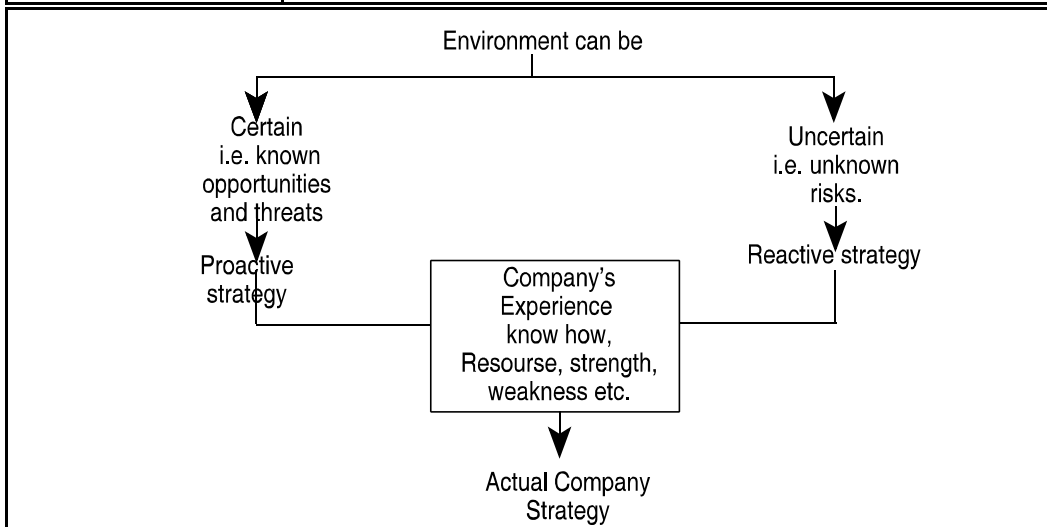 Environment can be
Certain
i.e. known
opportunities
and threats
Uncertain
i.e. unknown
risks.
Proactive
strategy
Reactive strategy
Company's
Experience
know how,
Resourse, strength,
weakness etc.
Actual Company
Strategy